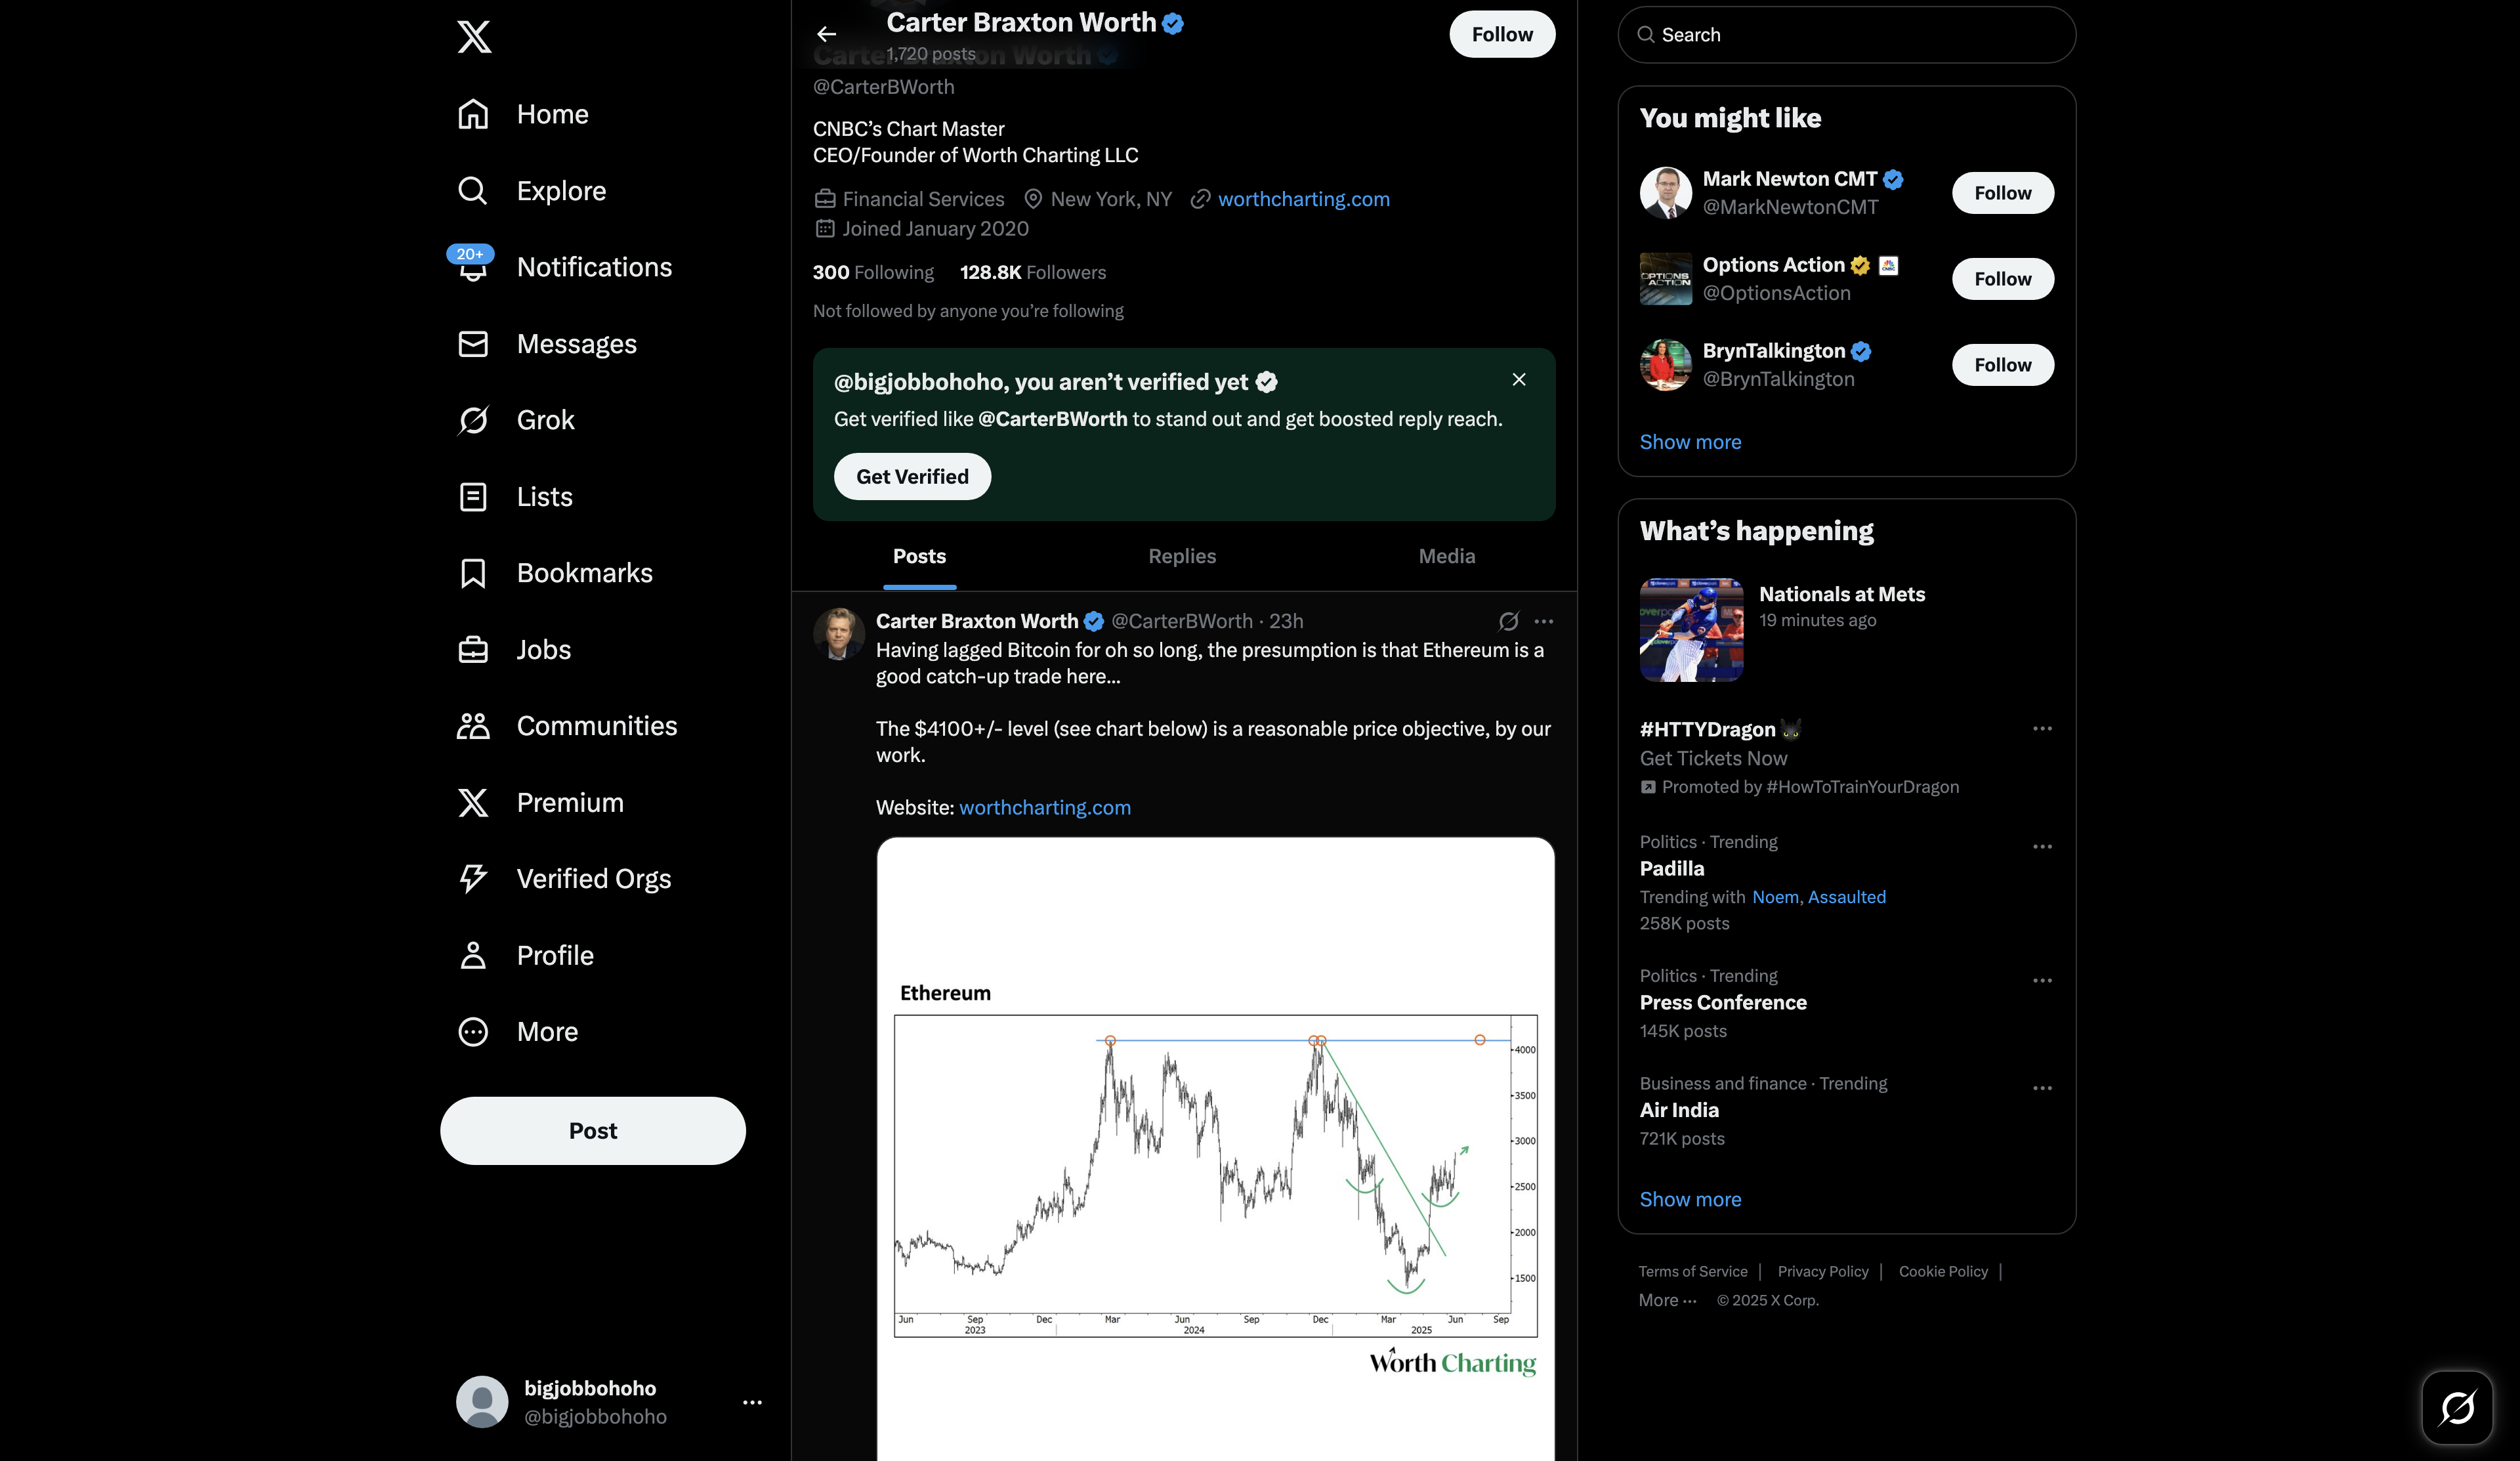 Home
Explore
20+
Notifications
Messages
Grok
Lists
Bookmarks
Jobs
Communities
Premium
Verified Orgs
Profile
More
Post
bigjobbohoho
@bigjobbohoho
Carter Braxton Worth
1,720 posts
Follow
Carter Braxton Worth
@CarterBWorth
CNBC’s Chart Master
CEO/Founder of Worth Charting LLC
Financial Services New York, NY worthcharting.com
Joined January 2020
300 Following 128.8K Followers
Not followed by anyone you’re following
@bigjobbohoho, you aren’t verified yet
Get verified like @CarterBWorth to stand out and get boosted reply reach.
Get Verified
Posts Replies Media
Carter Braxton Worth @CarterBWorth · 23h
Having lagged Bitcoin for oh so long, the presumption is that Ethereum is a
good catch-up trade here...
The $4100+/- level (see chart below) is a reasonable price objective, by our
work.
Website: worthcharting.com
Ethereum
4000
3500
3000
2500
2000
1500
Jun Sep Dec Mar Jun Sep Dec Mar Jun Sep
2023 2024 2025
Worth Charting
Search
You might like
Mark Newton CMT
@MarkNewtonCMT
Follow
OPTIONS
ACTION
Options Action
@OptionsAction
Follow
BrynTalkington
@BrynTalkington
Follow
Show more
What’s happening
Nationals at Mets
19 minutes ago
#HTTYDragon
Get Tickets Now
Promoted by #HowToTrainYourDragon
Politics · Trending
Padilla
Trending with Noem, Assaulted
258K posts
Politics · Trending
Press Conference
145K posts
Business and finance · Trending
Air India
721K posts
Show more
Terms of Service | Privacy Policy | Cookie Policy |
More ··· © 2025 X Corp.